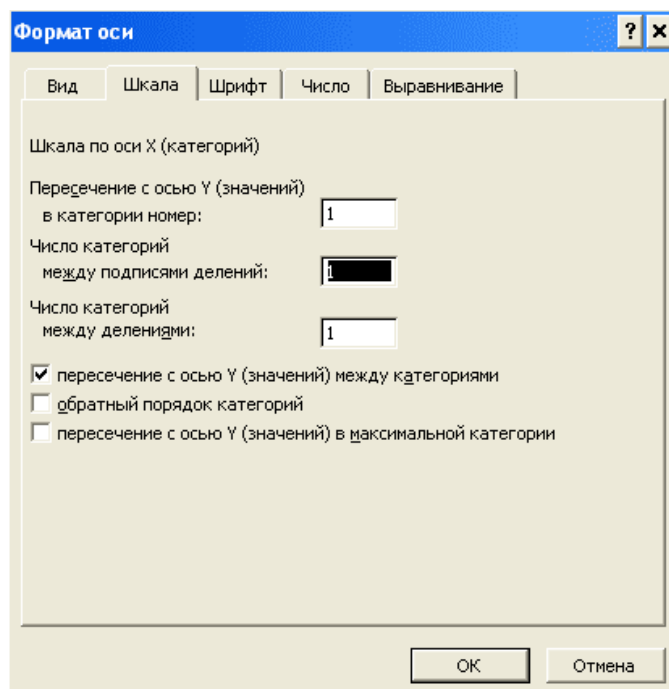 Формат оси
Вид Шкала Шрифт Число Выравнивание
Шкала по оси X (категорий)
Пересечение с осью Y (значений)
в категории номер: 1
Число категорий
между подписями делений: 1
Число категорий
между делениями: 1
пересечение с осью Y (значений) между категориями
обратный порядок категорий
пересечение с осью Y (значений) в максимальной категории
ОК Отмена